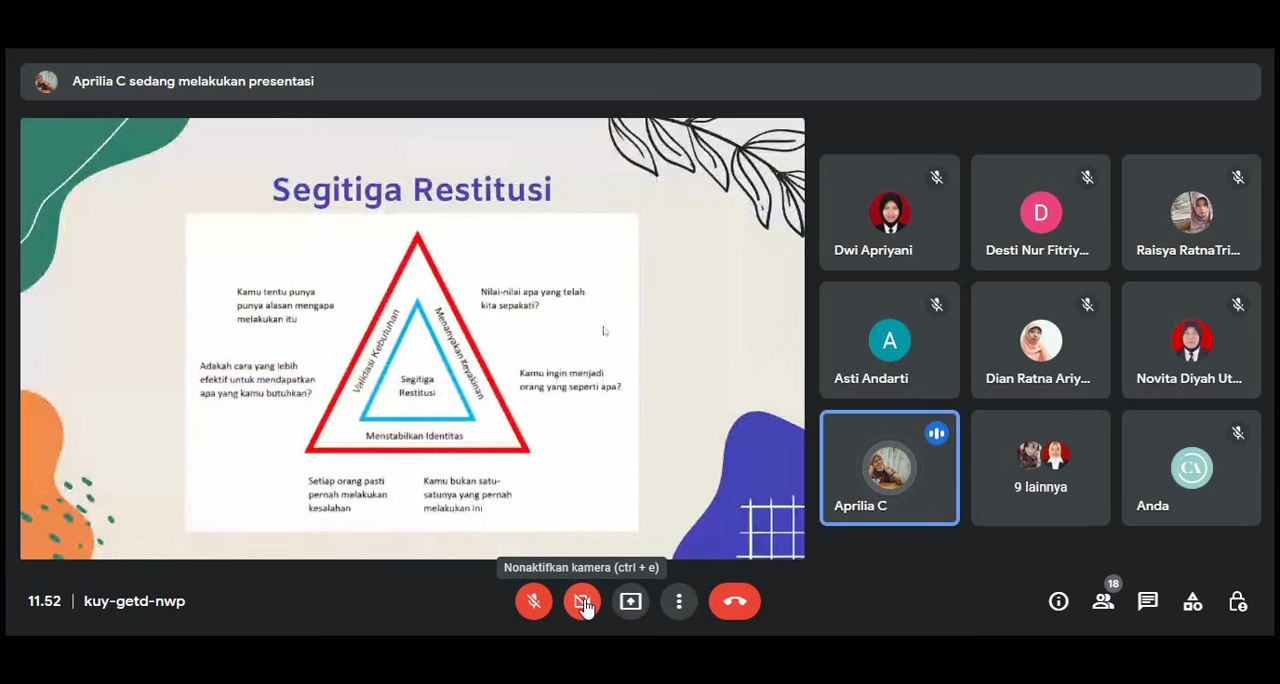 Aprilia C sedang melakukan presentasi
Segitiga Restitusi
Kamu tentu punya
punya alasan mengapa
melakukan itu
Nilai-nilai apa yang telah
kita sepakati?
Adakah cara yang lebih
efektif untuk mendapatkan
apa yang kamu butuhkan?
Kamu ingin menjadi
orang yang seperti apa?
Validasi Kebutuhan
Menanyakan Keyakinan
Segitiga
Restitusi
Menstabilkan Identitas
Setiap orang pasti
pernah melakukan
kesalahan
Kamu bukan satu-
satunya yang pernah
melakukan ini
Dwi Apriyani
D
Desti Nur Fitriy...
Raisya RatnaTri...
A
Asti Andarti
Dian Ratna Ariy...
Novita Diyah Ut...
Aprilia C
9 lainnya
CA
Anda
Nonaktifkan kamera (ctrl + e)
11.52 | kuy-getd-nwp
18